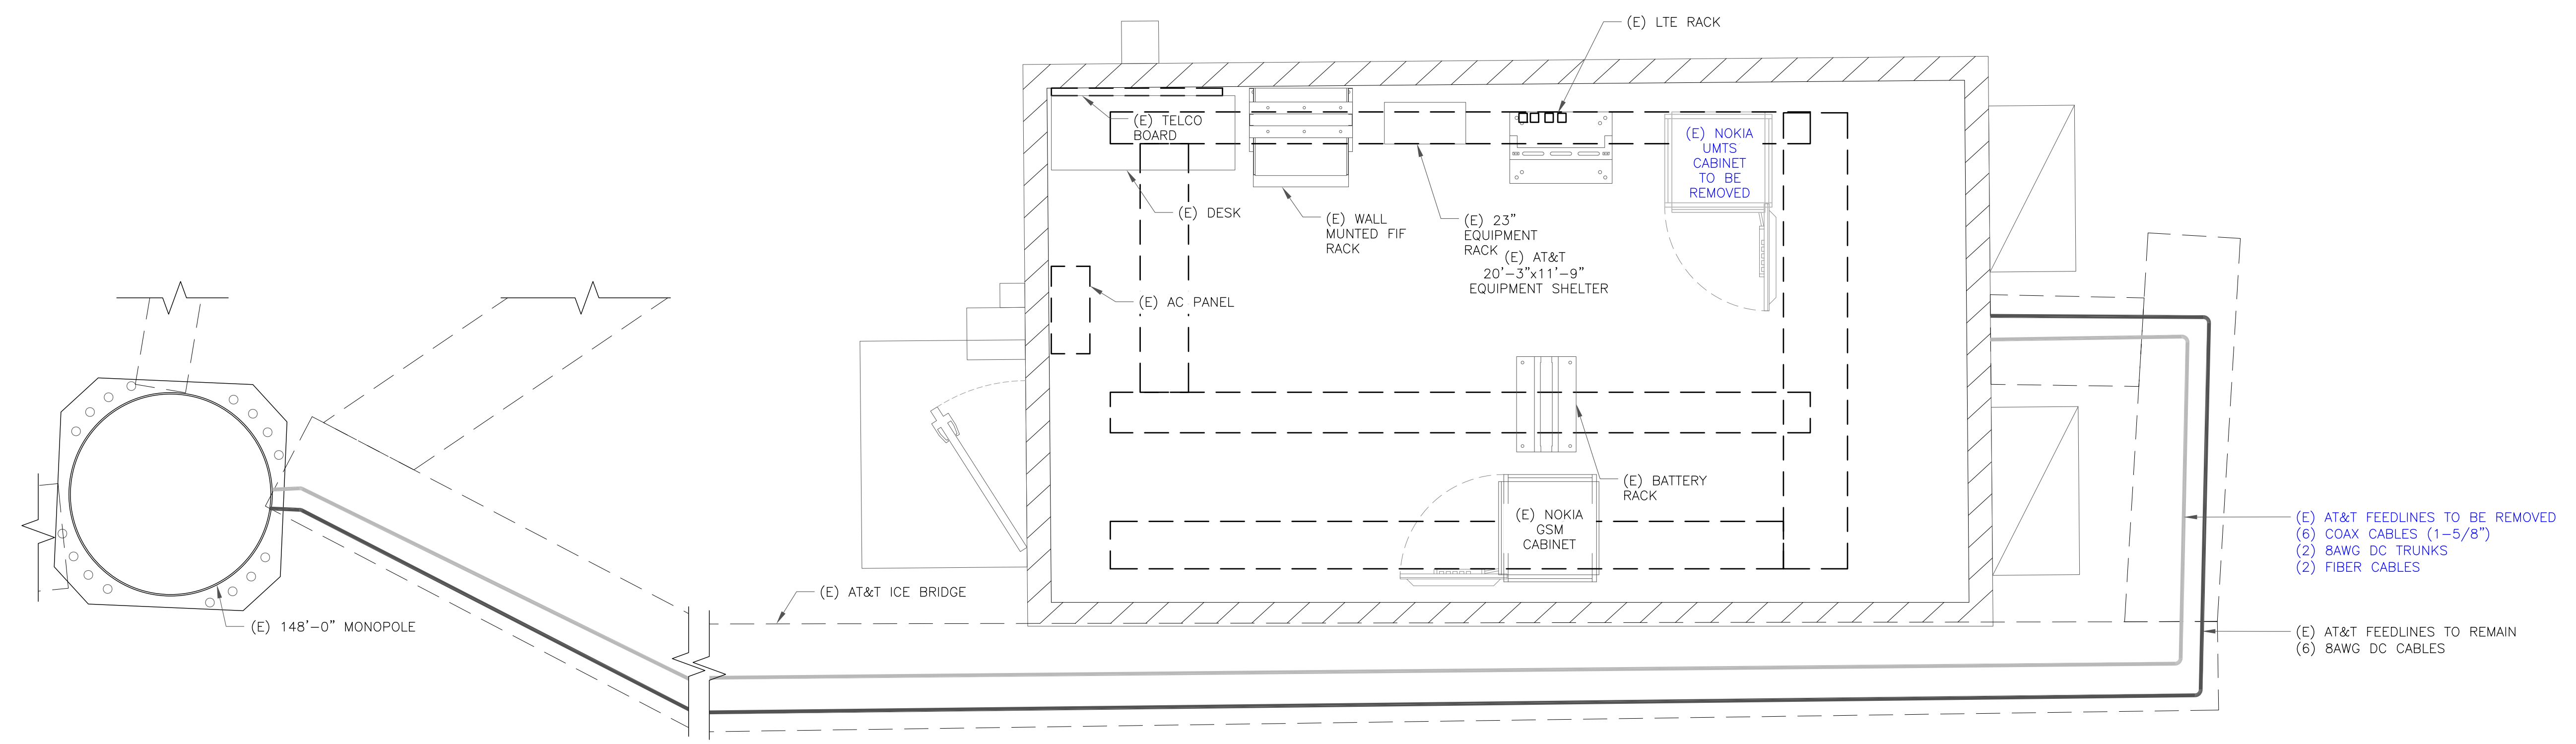 (E) LTE RACK
(E) TELCO
BOARD
(E) NOKIA
UMTS
CABINET
TO BE
REMOVED
(E) DESK
(E) WALL
MUNTED FIF
RACK
(E) 23"
EQUIPMENT
RACK
(E) AT&T
20'-3"x11'-9"
EQUIPMENT SHELTER
(E) AC PANEL
(E) BATTERY
RACK
(E) NOKIA
GSM
CABINET
(E) AT&T FEEDLINES TO BE REMOVED
(6) COAX CABLES (1-5/8")
(2) 8AWG DC TRUNKS
(2) FIBER CABLES
(E) AT&T ICE BRIDGE
(E) 148'-0" MONOPOLE
(E) AT&T FEEDLINES TO REMAIN
(6) 8AWG DC CABLES